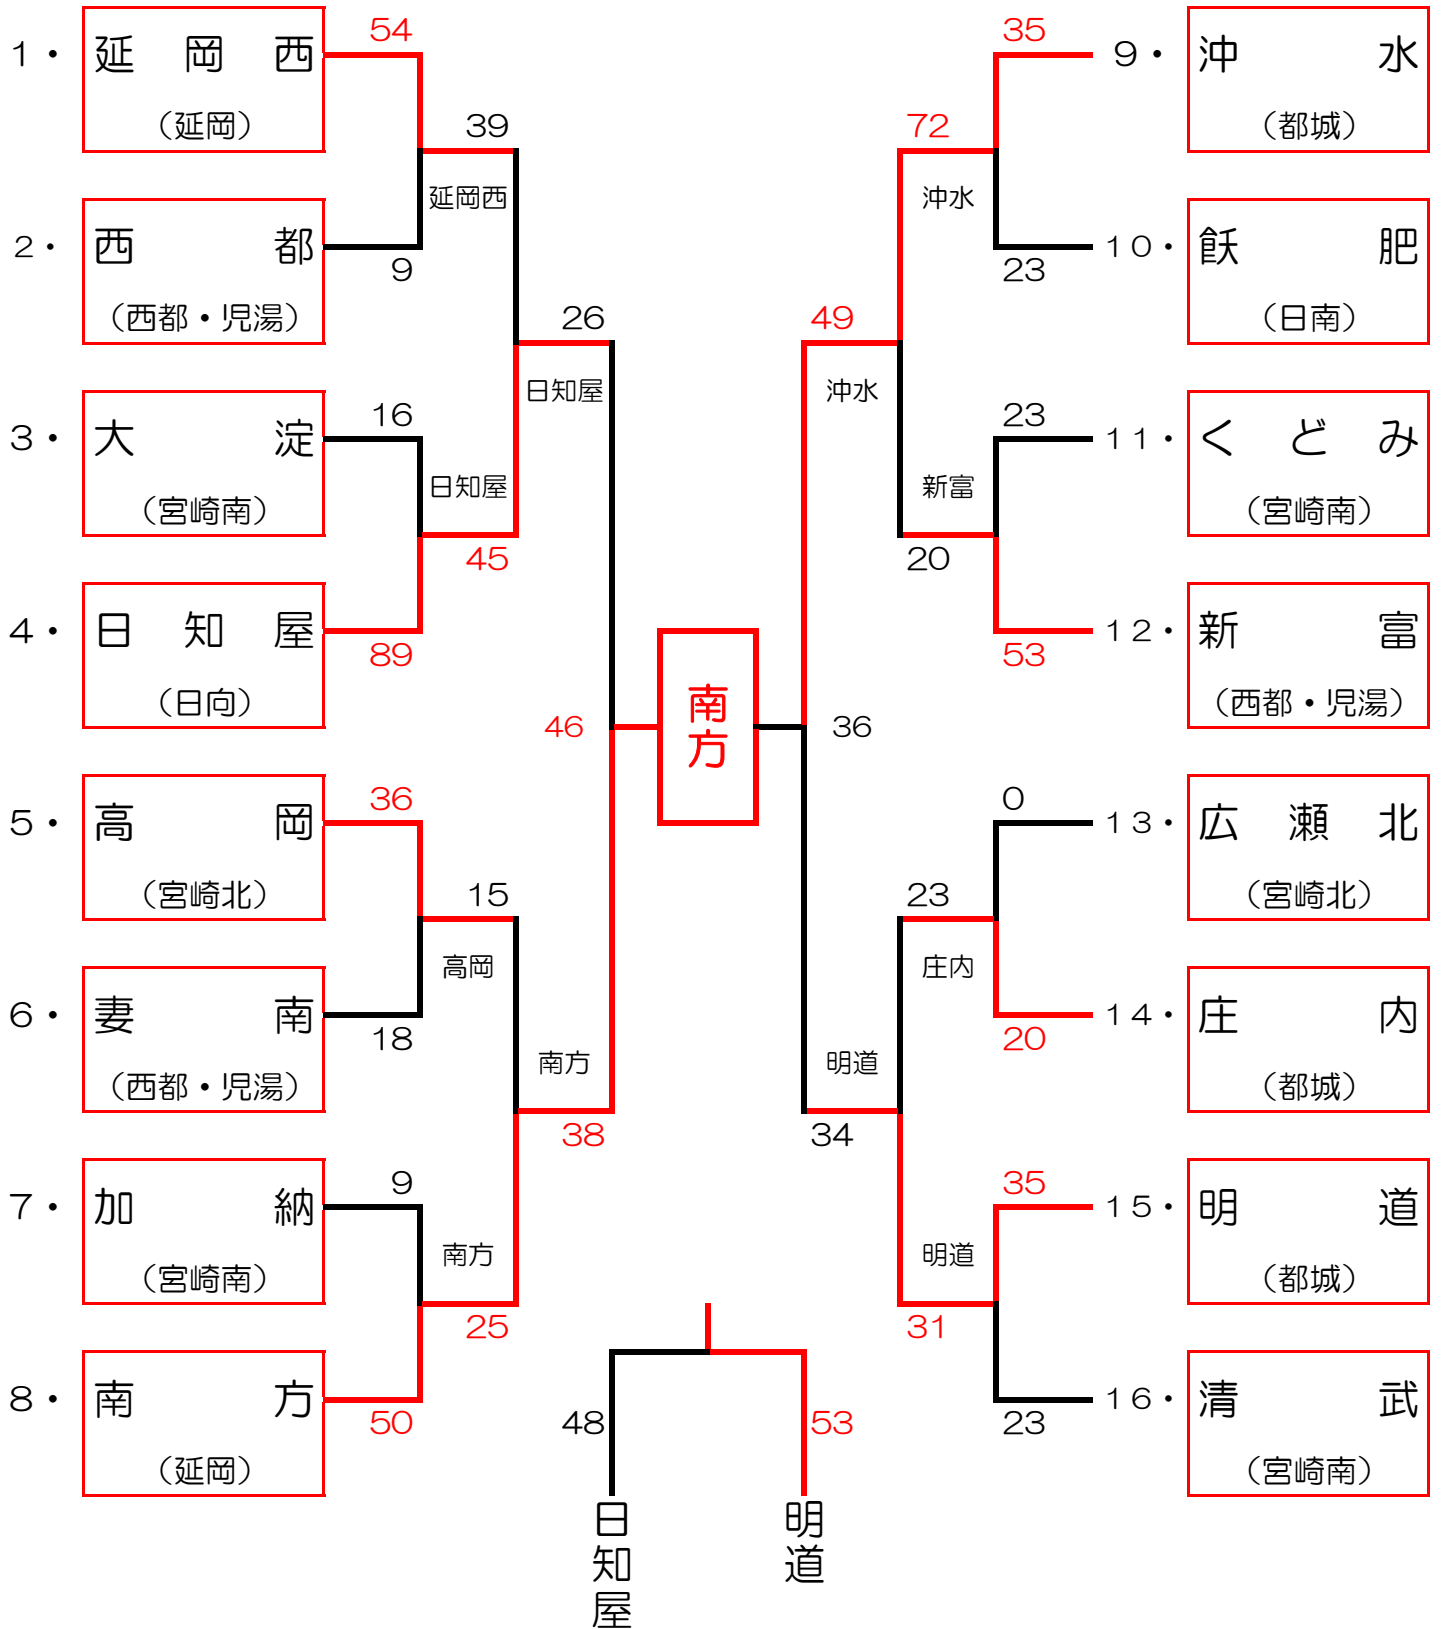 1・ 延岡西 54
(延岡)
39
延岡西
2・ 西都 9
(西都・児湯)
26
日知屋
3・ 大淀 16
(宮崎南)
日知屋
45
4・ 日知屋 89
(日向)
46
5・ 高岡 36
(宮崎北)
15
高岡
6・ 妻南 18
(西都・児湯)
南方
38
7・ 加納 9
(宮崎南)
南方
25
8・ 南方 50
(延岡)
南方
35 9・ 沖水
(都城)
72
沖水
23 10・ 飫肥
(日南)
49
沖水
23 11・ くどみ
(宮崎南)
新富
20
53 12・ 新富
(西都・児湯)
36
0 13・ 広瀬北
(宮崎北)
23
庄内
20 14・ 庄内
(都城)
明道
34
35 15・ 明道
(都城)
明道
31
23 16・ 清武
(宮崎南)
48 53
日知屋
明道